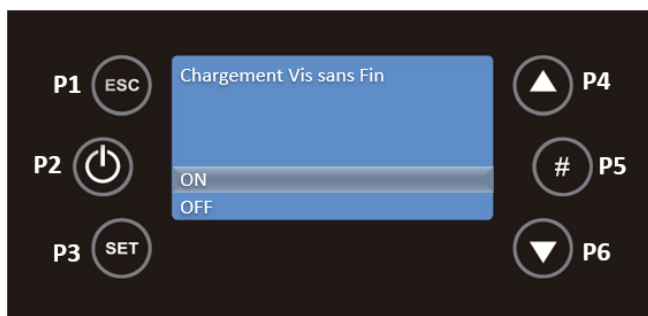 P1 ESC
Chargement Vis sans Fin
P4
P2
# P5
ON
OFF
P3 SET
P6